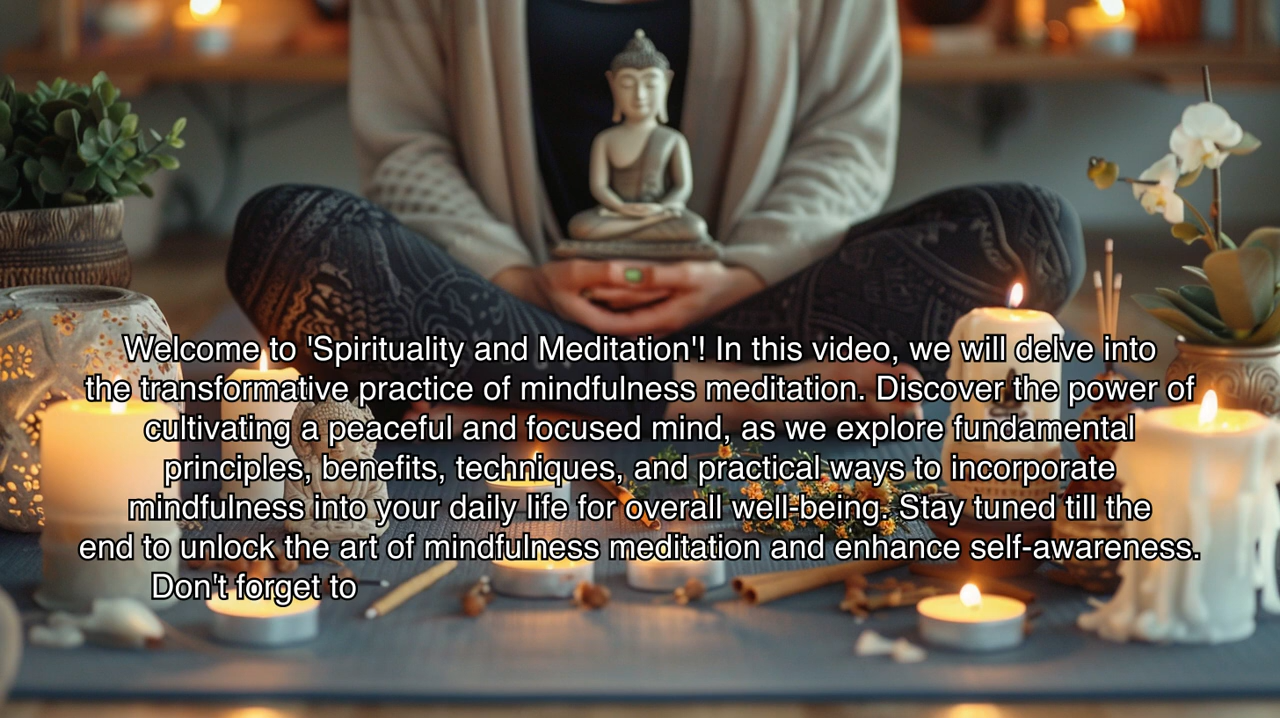 Welcome to 'Spirituality and Meditation'! In this video, we will delve into
the transformative practice of mindfulness meditation. Discover the power of
cultivating a peaceful and focused mind, as we explore fundamental
principles, benefits, techniques, and practical ways to incorporate
mindfulness into your daily life for overall well-being. Stay tuned till the
end to unlock the art of mindfulness meditation and enhance self-awareness.
Don't forget to